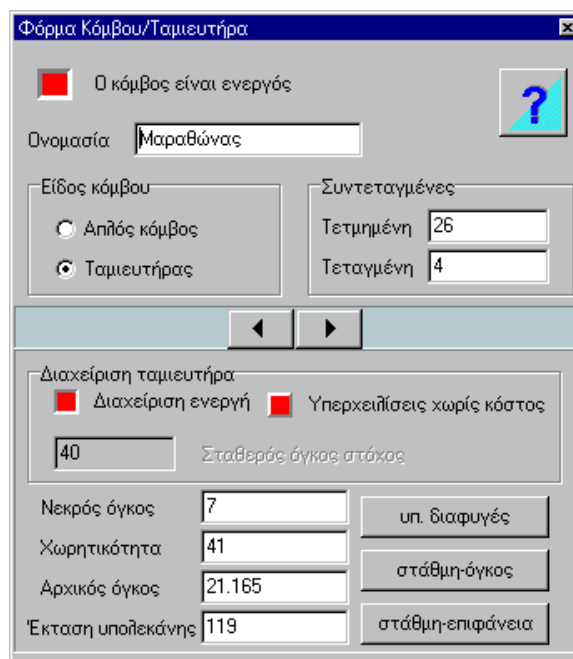 Φόρμα Κόμβου/Ταμιευτήρα
Ο κόμβος είναι ενεργός
?
Ονομασία Μαραθώνας
Είδος κόμβου
Απλός κόμβος
Ταμιευτήρας
Συντεταγμένες
Τετμημένη 26
Τεταγμένη 4
Διαχείριση ταμιευτήρα
Διαχείριση ενεργή Υπερχειλίσεις χωρίς κόστος
40 Σταθερός όγκος στόχος
Νεκρός όγκος 7
Χωρητικότητα 41
Αρχικός όγκος 21.165
Έκταση υπολεκάνης 119
υπ. διαφυγές
στάθμη-όγκος
στάθμη-επιφάνεια